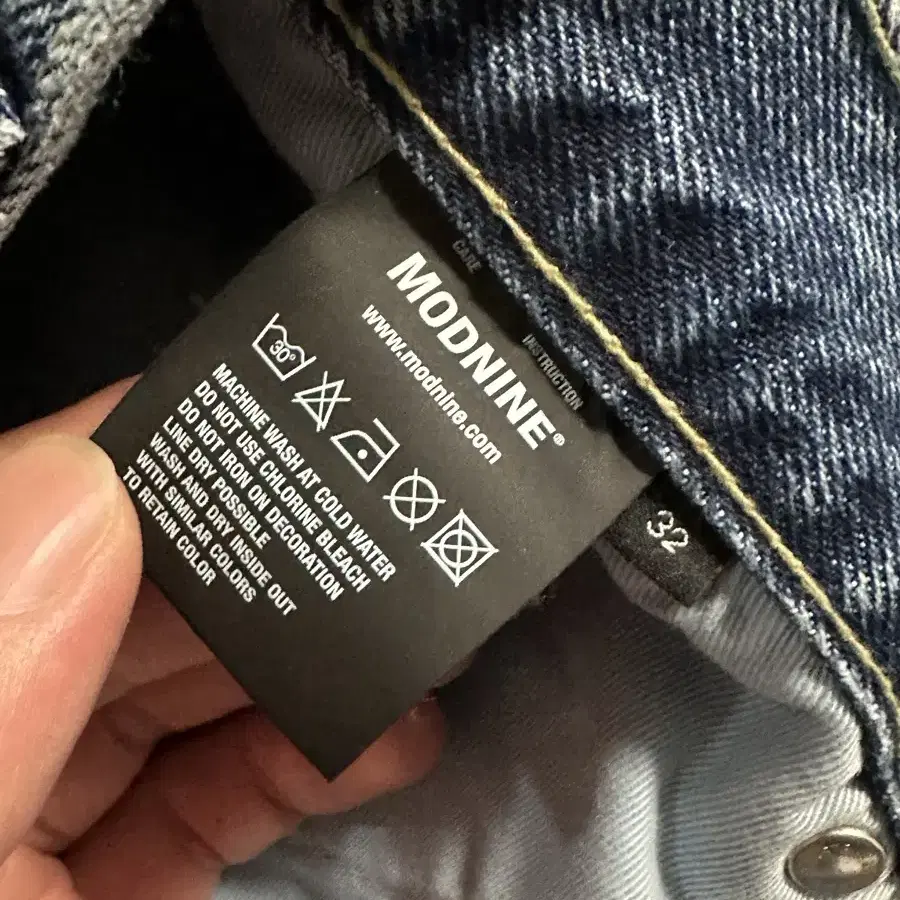 CARE INSTRUCTION
MODNINE®
www.modnine.com
30°
MACHINE WASH AT COLD WATER
DO NOT USE CHLORINE BLEACH
DO NOT IRON ON DECORATION
LINE DRY POSSIBLE
WASH AND DRY INSIDE OUT
WITH SIMILAR COLORS
TO RETAIN COLOR
32